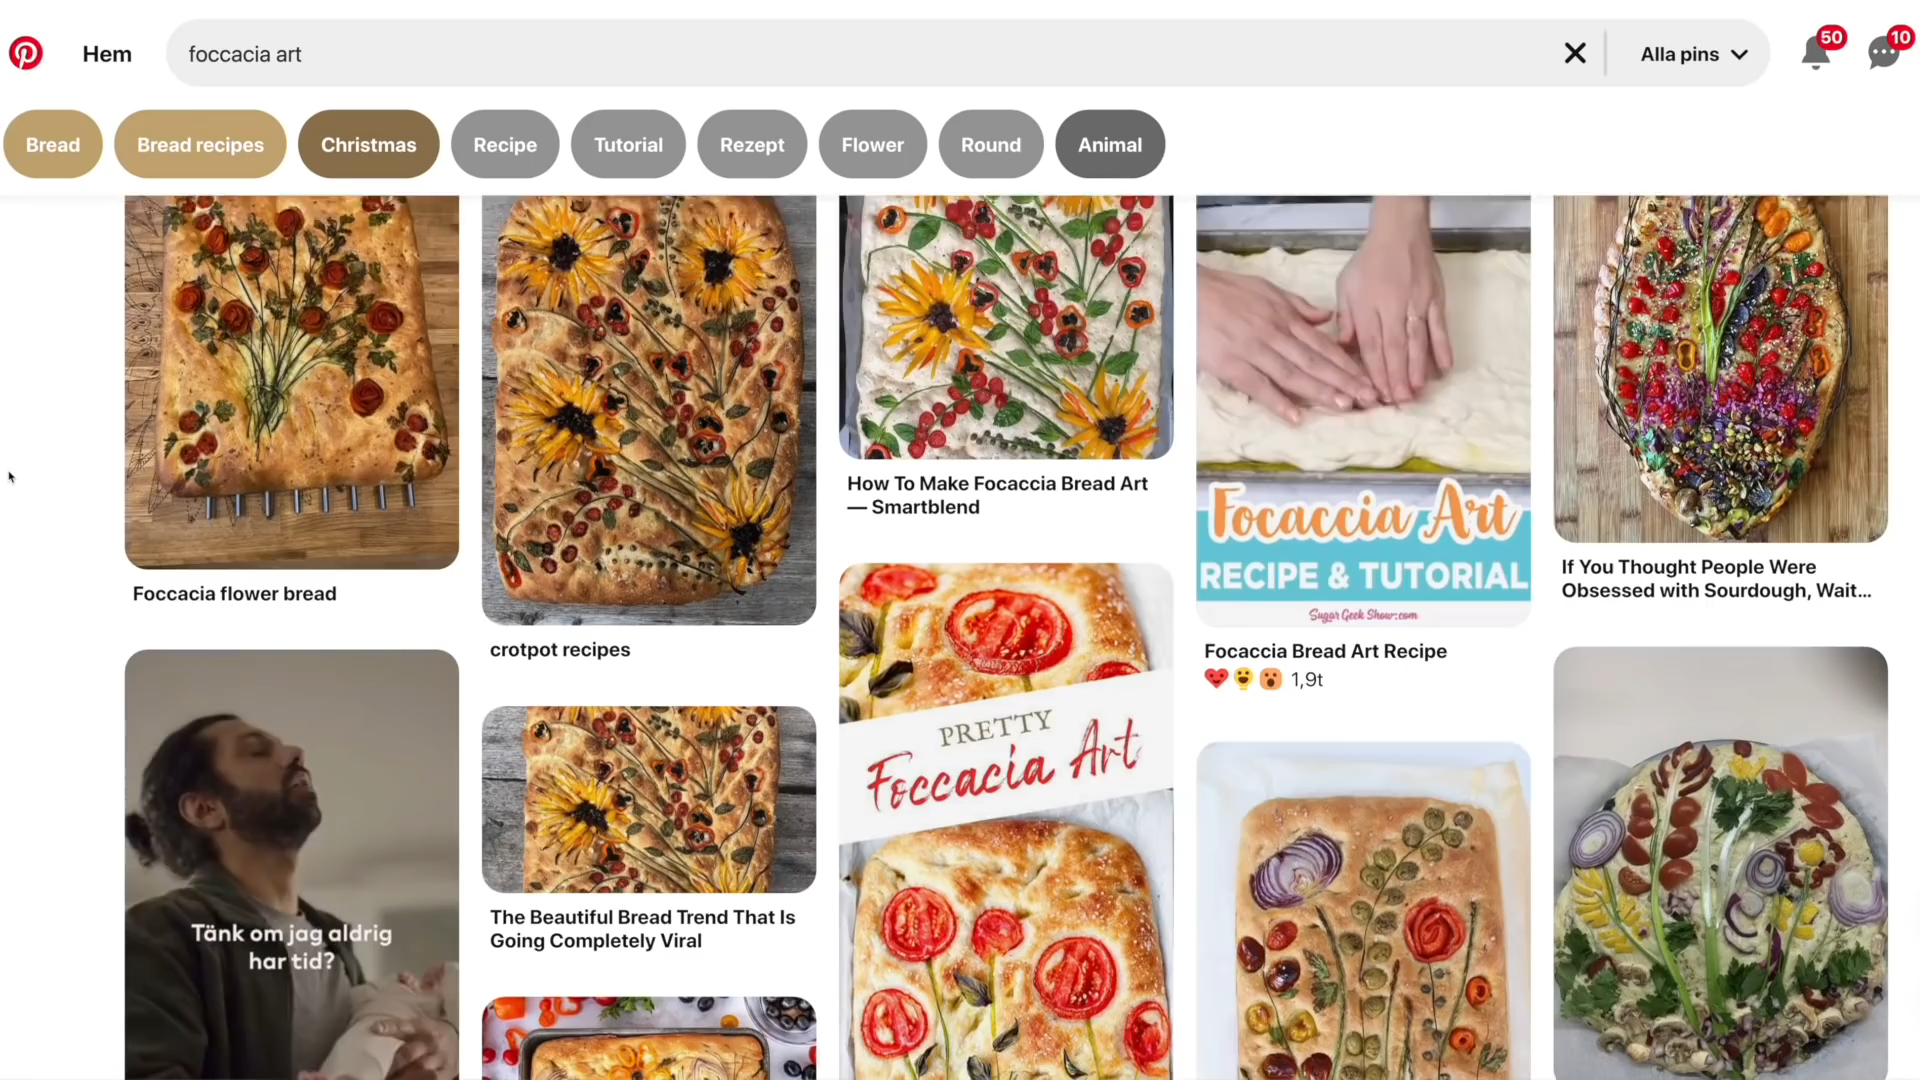 Hem
foccacia art
Alla pins
50
10
Bread
Bread recipes
Christmas
Recipe
Tutorial
Rezept
Flower
Round
Animal
Foccacia flower bread
Tänk om jag aldrig
har tid?
crotpot recipes
The Beautiful Bread Trend That Is
Going Completely Viral
How To Make Focaccia Bread Art
— Smartblend
PRETTY
Foccacia Art
Focaccia Art
RECIPE & TUTORIAL
Sugar Geek Show.com
Focaccia Bread Art Recipe
1,9t
If You Thought People Were
Obsessed with Sourdough, Wait...